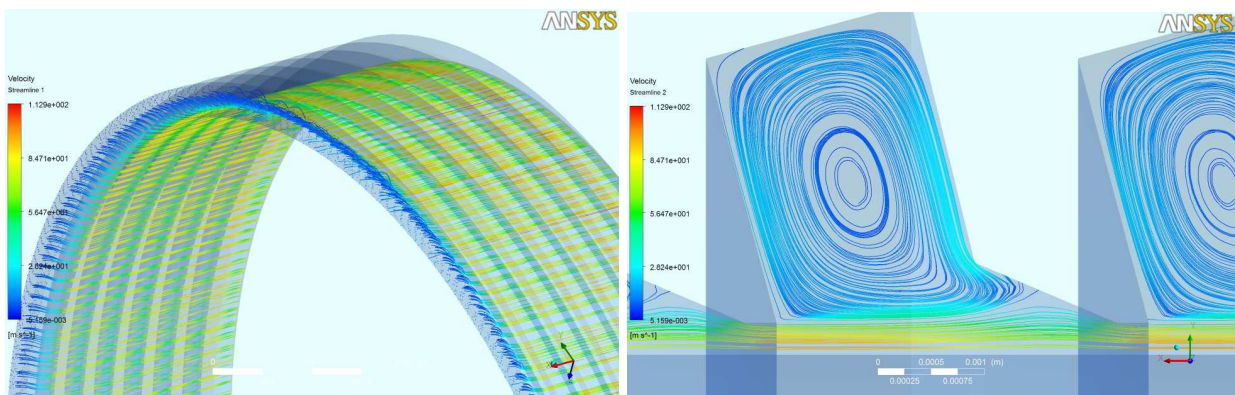 ANSYS
Velocity
Streamline 1
1.129e+002
8.471e+001
5.647e+001
2.824e+001
5.159e-003
[m s^-1]
0
ANSYS
Velocity
Streamline 2
1.129e+002
8.471e+001
5.647e+001
2.824e+001
5.159e-003
[m s^-1]
Y
X
0
0.0005
0.001
(m)
0.00025
0.00075